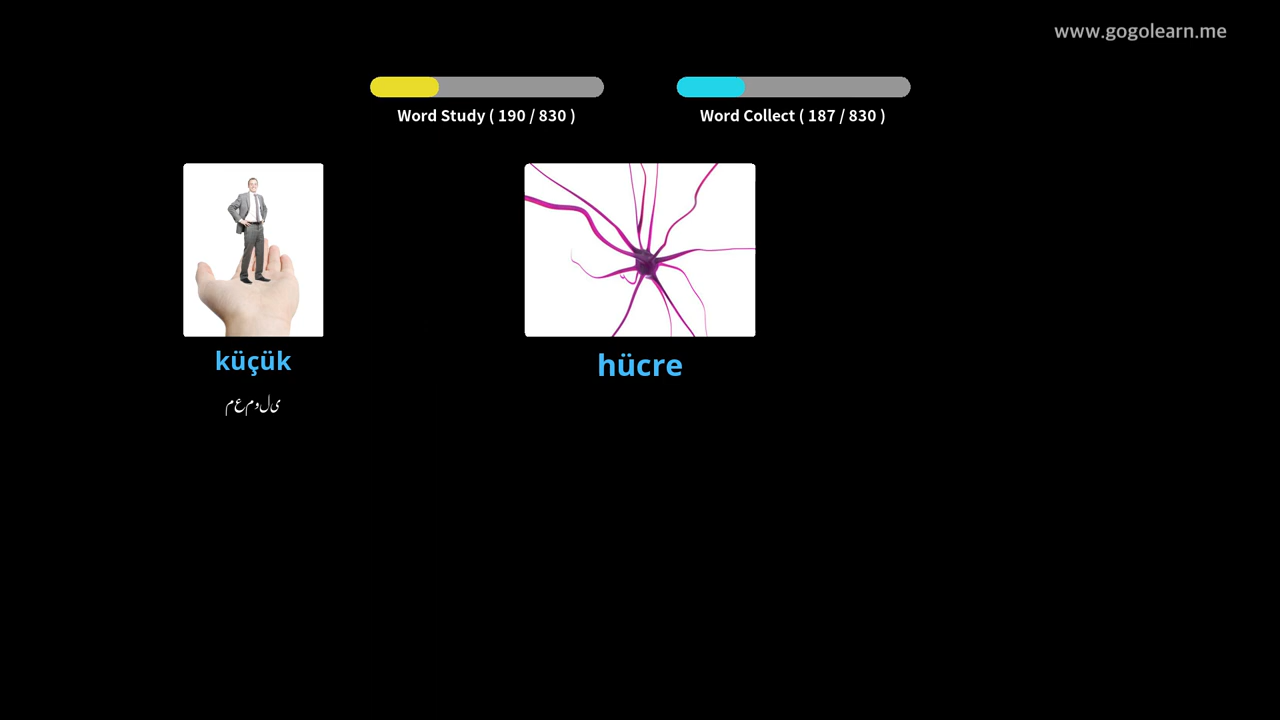 www.gogolearn.me
Word Study ( 190 / 830 )
Word Collect ( 187 / 830 )
küçük
معمولی
hücre